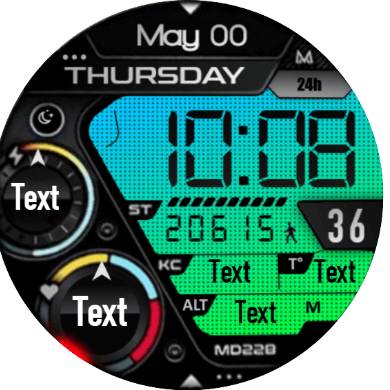 May 00
THURSDAY
M
24h
10:08
ST
20615
36
Text
KC Text T° Text
Text
ALT Text M
MD228